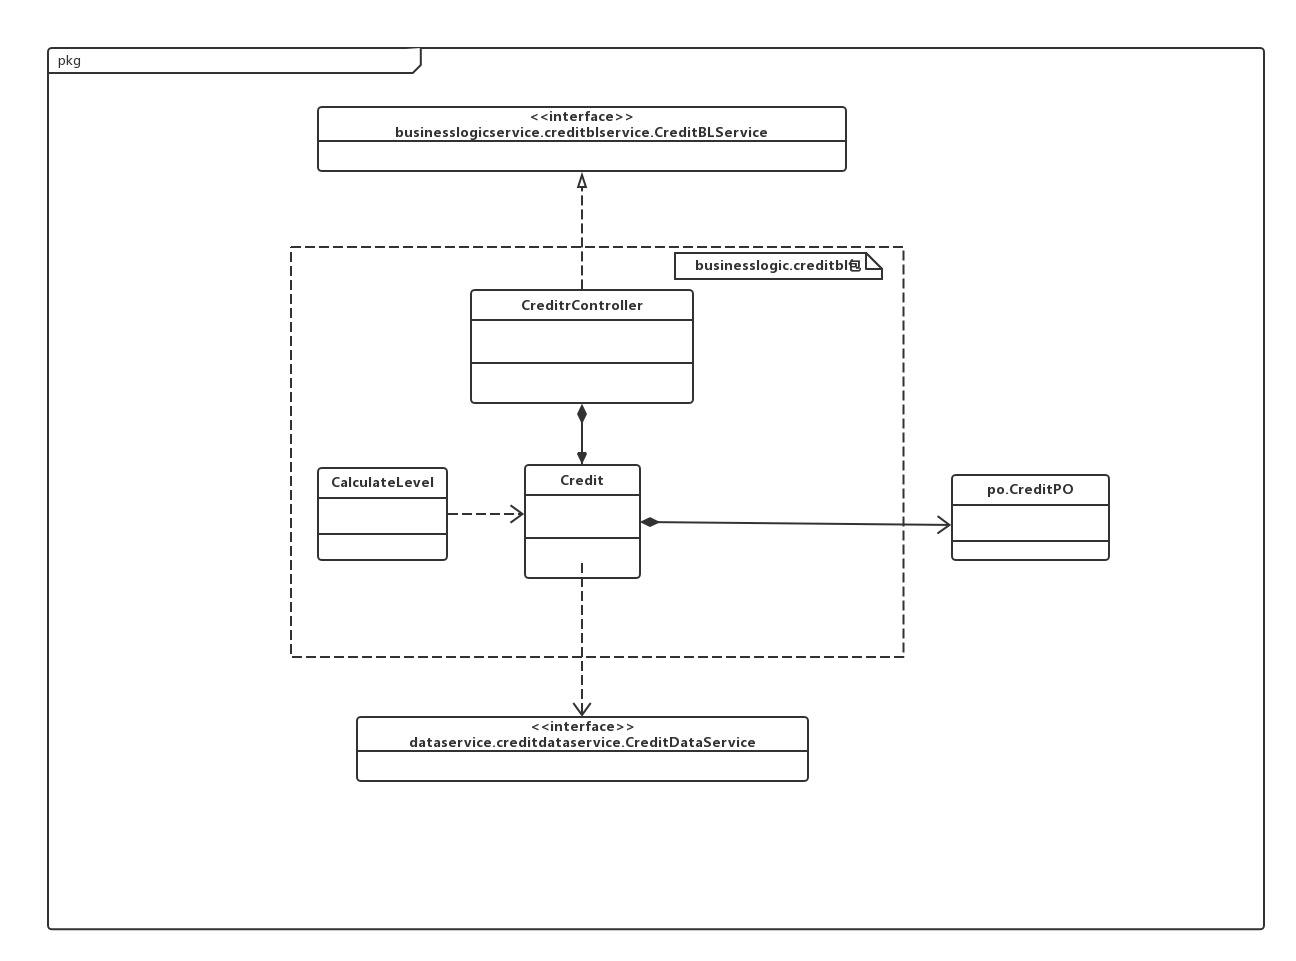 pkg
<<interface>>
businesslogicservice.creditblservice.CreditBLService
businesslogic.creditbl包
CreditrController
CalculateLevel
Credit
po.CreditPO
<<interface>>
dataservice.creditdataservice.CreditDataService